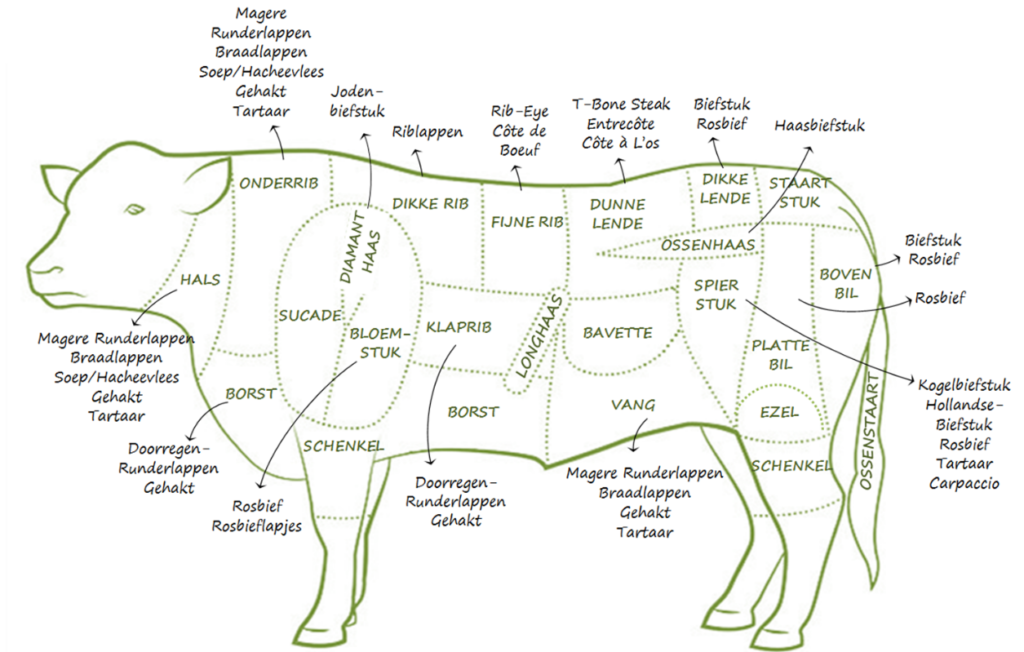 Magere
Runderlappen
Braadlappen
Soep/Hacheevlees
Gehakt
Tartaar
Joden-
biefstuk
Riblappen
Rib-Eye
Côte de
Boeuf
T-Bone Steak
Entrecôte
Côte à L'os
Biefstuk
Rosbief
Haasbiefstuk
ONDERRIB
DIKKE RIB
FIJNE RIB
DUNNE
LENDE
DIKKE
LENDE
STAART
STUK
OSSENHAAS
DIAMANT
HAAS
HALS
SUCADE
BLOEM-
STUK
KLAPRIB
LONGHAAS
BAVETTE
SPIER
STUK
BOVEN
BIL
PLATTE
BIL
Biefstuk
Rosbief
Rosbief
Magere Runderlappen
Braadlappen
Soep/Hacheevlees
Gehakt
Tartaar
BORST
BORST
VANG
EZEL
SCHENKEL
SCHENKEL
OSSENSTAART
Kogelbiefstuk
Hollandse-
Biefstuk
Rosbief
Tartaar
Carpaccio
Doorregen-
Runderlappen
Gehakt
Rosbief
Rosbieflapjes
Doorregen-
Runderlappen
Gehakt
Magere Runderlappen
Braadlappen
Gehakt
Tartaar